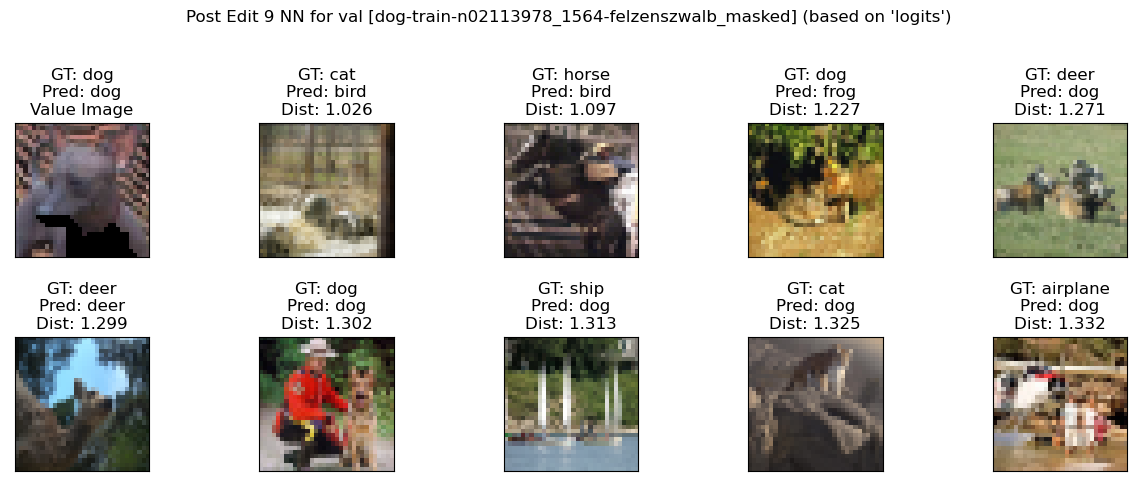 Post Edit 9 NN for val [dog-train-n02113978_1564-felzenszwalb_masked] (based on 'logits')
GT: dog
Pred: dog
Value Image
GT: cat
Pred: bird
Dist: 1.026
GT: horse
Pred: bird
Dist: 1.097
GT: dog
Pred: frog
Dist: 1.227
GT: deer
Pred: dog
Dist: 1.271
GT: deer
Pred: deer
Dist: 1.299
GT: dog
Pred: dog
Dist: 1.302
GT: ship
Pred: dog
Dist: 1.313
GT: cat
Pred: dog
Dist: 1.325
GT: airplane
Pred: dog
Dist: 1.332